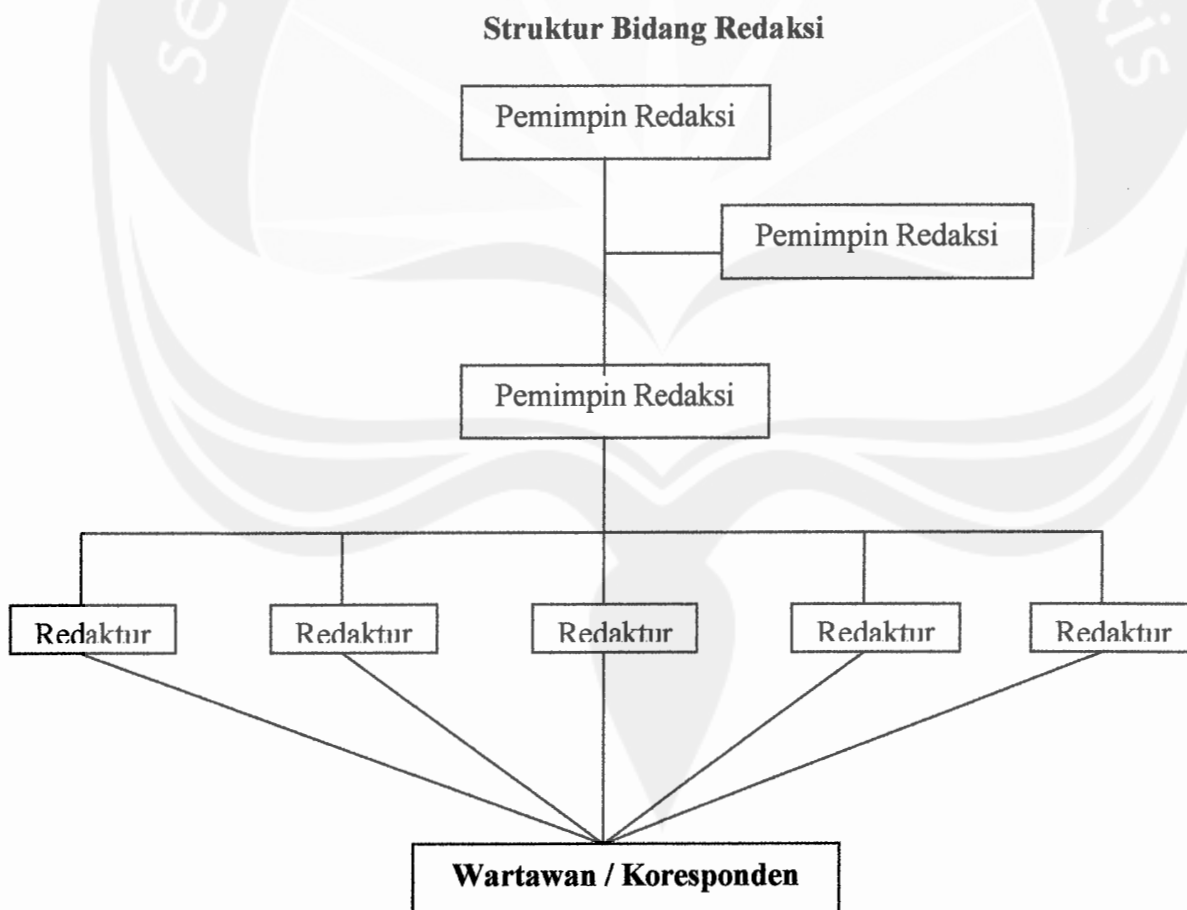 Struktur Bidang Redaksi
Pemimpin Redaksi
Pemimpin Redaksi
Pemimpin Redaksi
Redaktur
Redaktur
Redaktur
Redaktur
Redaktur
Wartawan / Koresponden